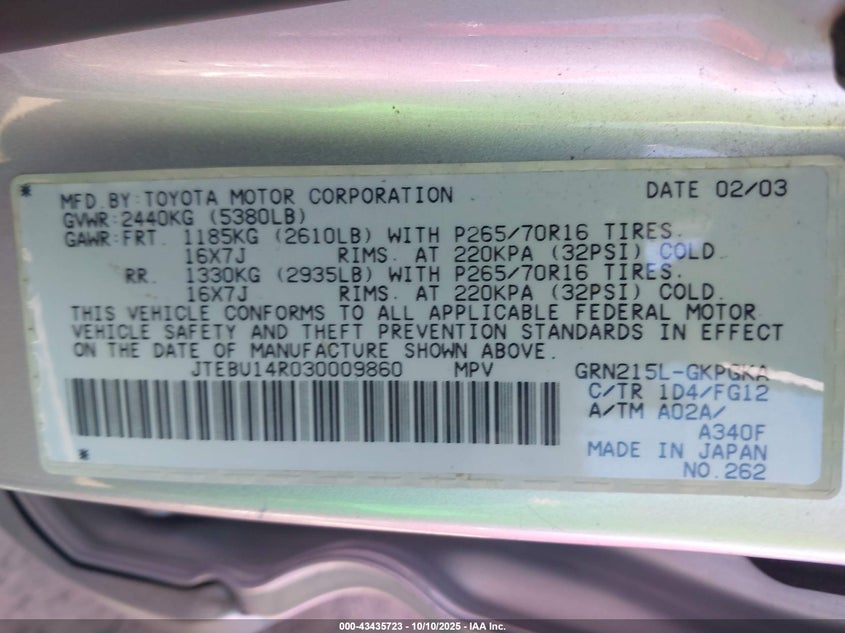 * MFD.BY:TOYOTA MOTOR CORPORATION DATE 02/03
GVWR:2440KG (5380LB)
GAWR:FRT. 1185KG (2610LB) WITH P265/70R16 TIRES.
16X7J RIMS. AT 220KPA (32PSI) COLD.
RR. 1330KG (2935LB) WITH P265/70R16 TIRES.
16X7J RIMS. AT 220KPA (32PSI) COLD.
THIS VEHICLE CONFORMS TO ALL APPLICABLE FEDERAL MOTOR
VEHICLE SAFETY AND THEFT PREVENTION STANDARDS IN EFFECT
ON THE DATE OF MANUFACTURE SHOWN ABOVE.
JTEBU14R030009860 MPV GRN215L-GKPGKA
C/TR 1D4/FG12
A/TM A02A/
A340F
MADE IN JAPAN
* NO.262
000-43435723 - 10/10/2025 - IAA Inc.